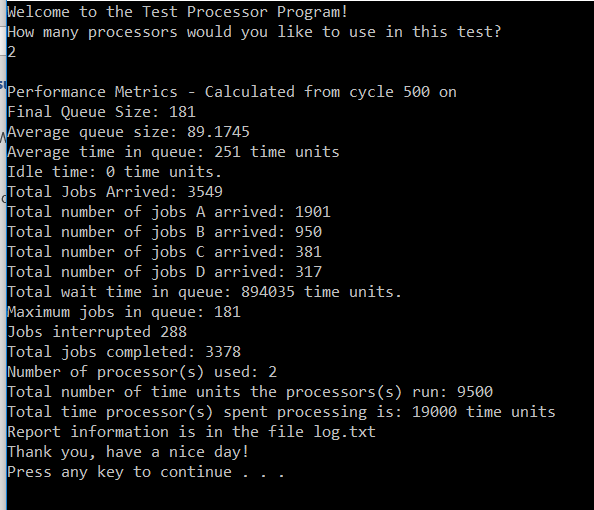 Welcome to the Test Processor Program!
How many processors would you like to use in this test?
2
Performance Metrics - Calculated from cycle 500 on
Final Queue Size: 181
Average queue size: 89.1745
Average time in queue: 251 time units
Idle time: 0 time units.
Total Jobs Arrived: 3549
Total number of jobs A arrived: 1901
Total number of jobs B arrived: 950
Total number of jobs C arrived: 381
Total number of jobs D arrived: 317
Total wait time in queue: 894035 time units.
Maximum jobs in queue: 181
Jobs interrupted 288
Total jobs completed: 3378
Number of processor(s) used: 2
Total number of time units the processors(s) run: 9500
Total time processor(s) spent processing is: 19000 time units
Report information is in the file log.txt
Thank you, have a nice day!
Press any key to continue . . .